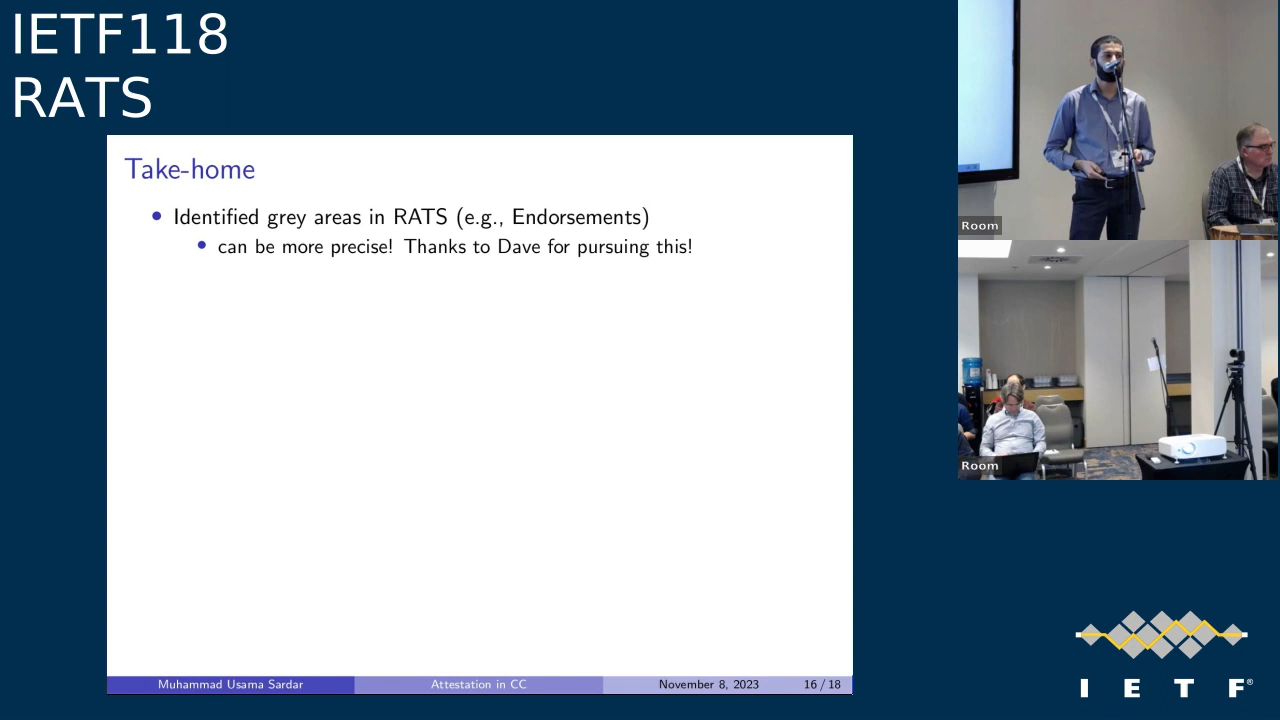 IETF118
RATS
Take-home
Identified grey areas in RATS (e.g., Endorsements)
can be more precise! Thanks to Dave for pursuing this!
Muhammad Usama Sardar
Attestation in CC
November 8, 2023
16 / 18
Room
Room
I E T F®